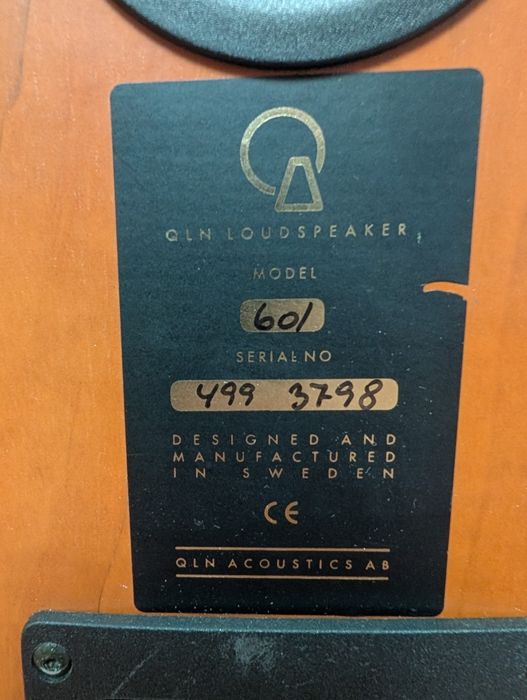 QLN LOUDSPEAKER
MODEL
601
SERIAL NO
499 3798
DESIGNED AND
MANUFACTURED
IN SWEDEN
CE
QLN ACOUSTICS AB